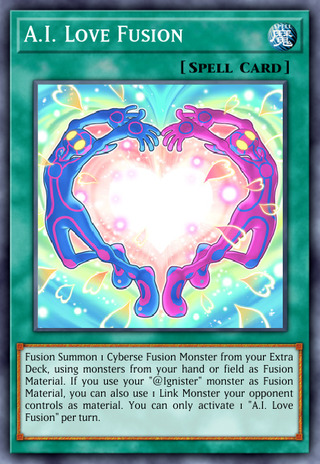 A.I. Love Fusion
[Spell Card]
Fusion Summon 1 Cyberse Fusion Monster from your Extra
Deck, using monsters from your hand or field as Fusion
Material. If you use your "@Ignister" monster as Fusion
Material, you can also use 1 Link Monster your opponent
controls as material. You can only activate 1 "A.I. Love
Fusion" per turn.